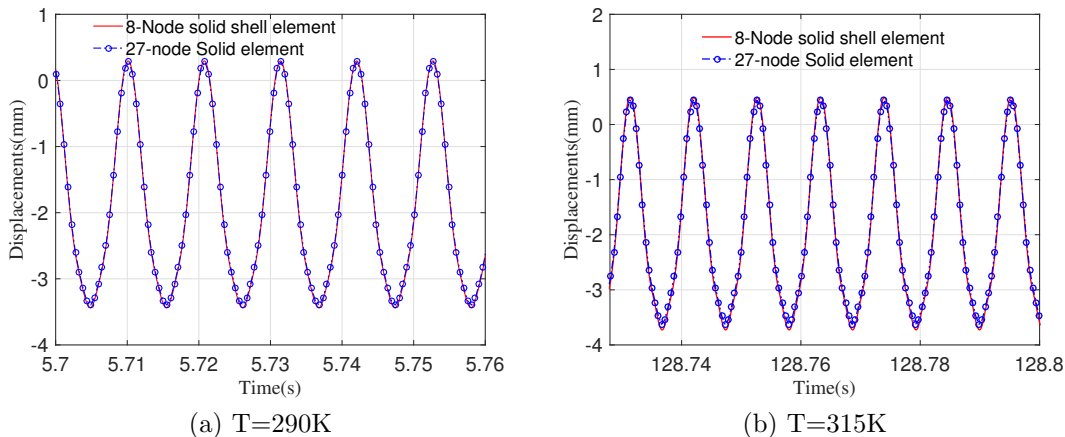 1
0
-1
-2
-3
-4
Displacements(mm)
8-Node solid shell element
27-node Solid element
5.7
5.71
5.72
5.73
5.74
5.75
5.76
Time(s)
(a) T=290K
2
1
0
-1
-2
-3
-4
Displacements(mm)
8-Node solid shell element
27-node Solid element
128.74
128.76
128.78
128.8
Time(s)
(b) T=315K